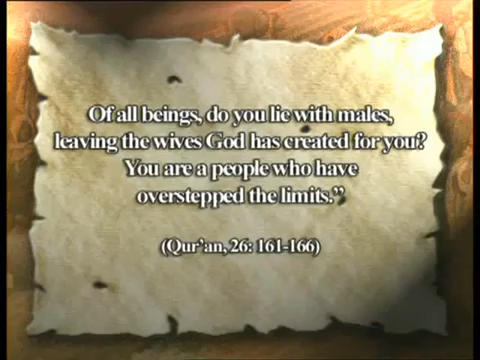 Of all beings, do you lie with males,
leaving the wives God has created for you?
You are a people who have
overstepped the limits.”
(Qur’an, 26: 161-166)